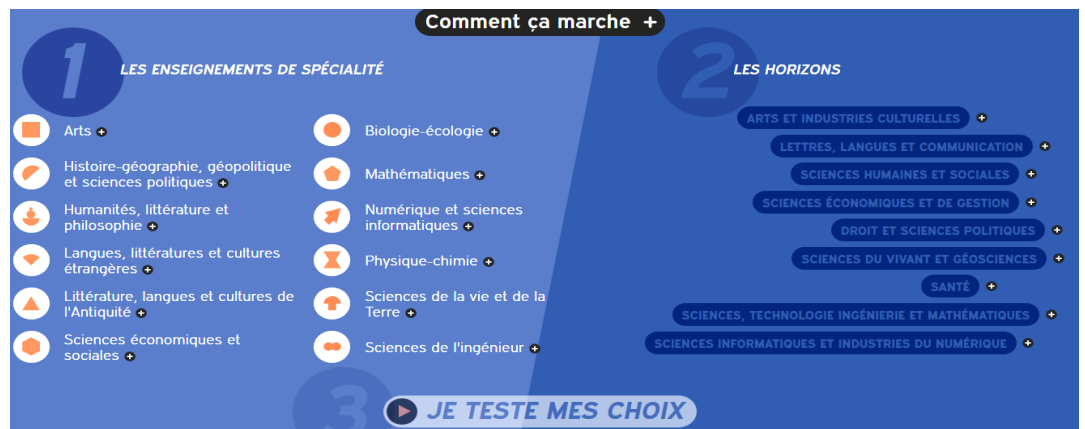 Comment ça marche +
1
LES ENSEIGNEMENTS DE SPÉCIALITÉ
Arts +
Histoire-géographie, géopolitique
et sciences politiques +
Humanités, littérature et
philosophie +
Langues, littératures et cultures
étrangères +
Littérature, langues et cultures de
l'Antiquité +
Sciences économiques et
sociales +
Biologie-écologie +
Mathématiques +
Numérique et sciences
informatiques +
Physique-chimie +
Sciences de la vie et de la
Terre +
Sciences de l'ingénieur +
2
LES HORIZONS
ARTS ET INDUSTRIES CULTURELLES +
LETTRES, LANGUES ET COMMUNICATION +
SCIENCES HUMAINES ET SOCIALES +
SCIENCES ÉCONOMIQUES ET DE GESTION +
DROIT ET SCIENCES POLITIQUES +
SCIENCES DU VIVANT ET GÉOSCIENCES +
SANTÉ +
SCIENCES, TECHNOLOGIE INGÉNIERIE ET MATHÉMATIQUES +
SCIENCES INFORMATIQUES ET INDUSTRIES DU NUMÉRIQUE +
3
JE TESTE MES CHOIX